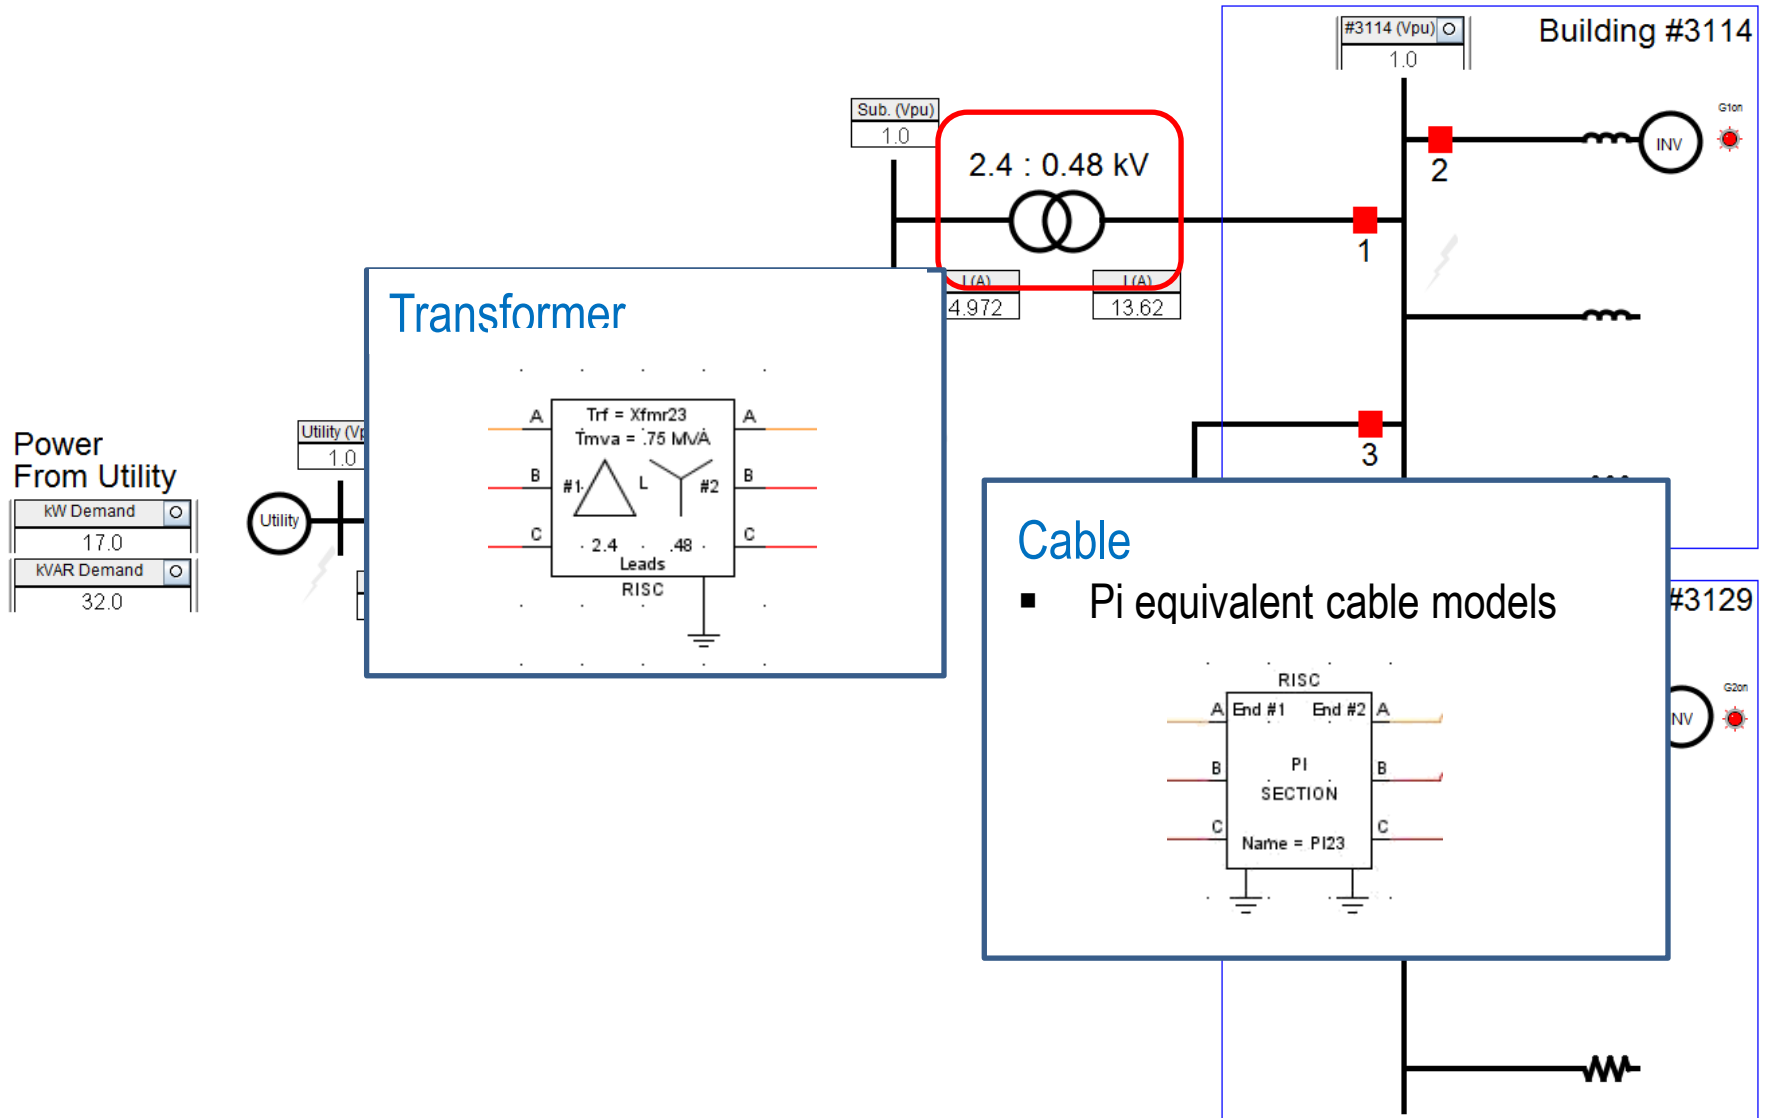 #3114 (Vpu)
1.0
Building #3114
Sub. (Vpu)
1.0
2.4 : 0.48 kV
G1on
INV
2
1
I (A)
4.972
I (A)
13.62
3
Transformer
Trf = Xfmr23
Tmva = .75 MVA
A
A
B
B
C
C
#1
L
#2
2.4
.48
Leads
RISC
Power
From Utility
kW Demand
17.0
kVAR Demand
32.0
Utility
1.0
Utility
Cable
▪ Pi equivalent cable models
RISC
A
End #1
End #2
A
B
PI
B
SECTION
C
C
Name = PI23
#3129
G2on
NV